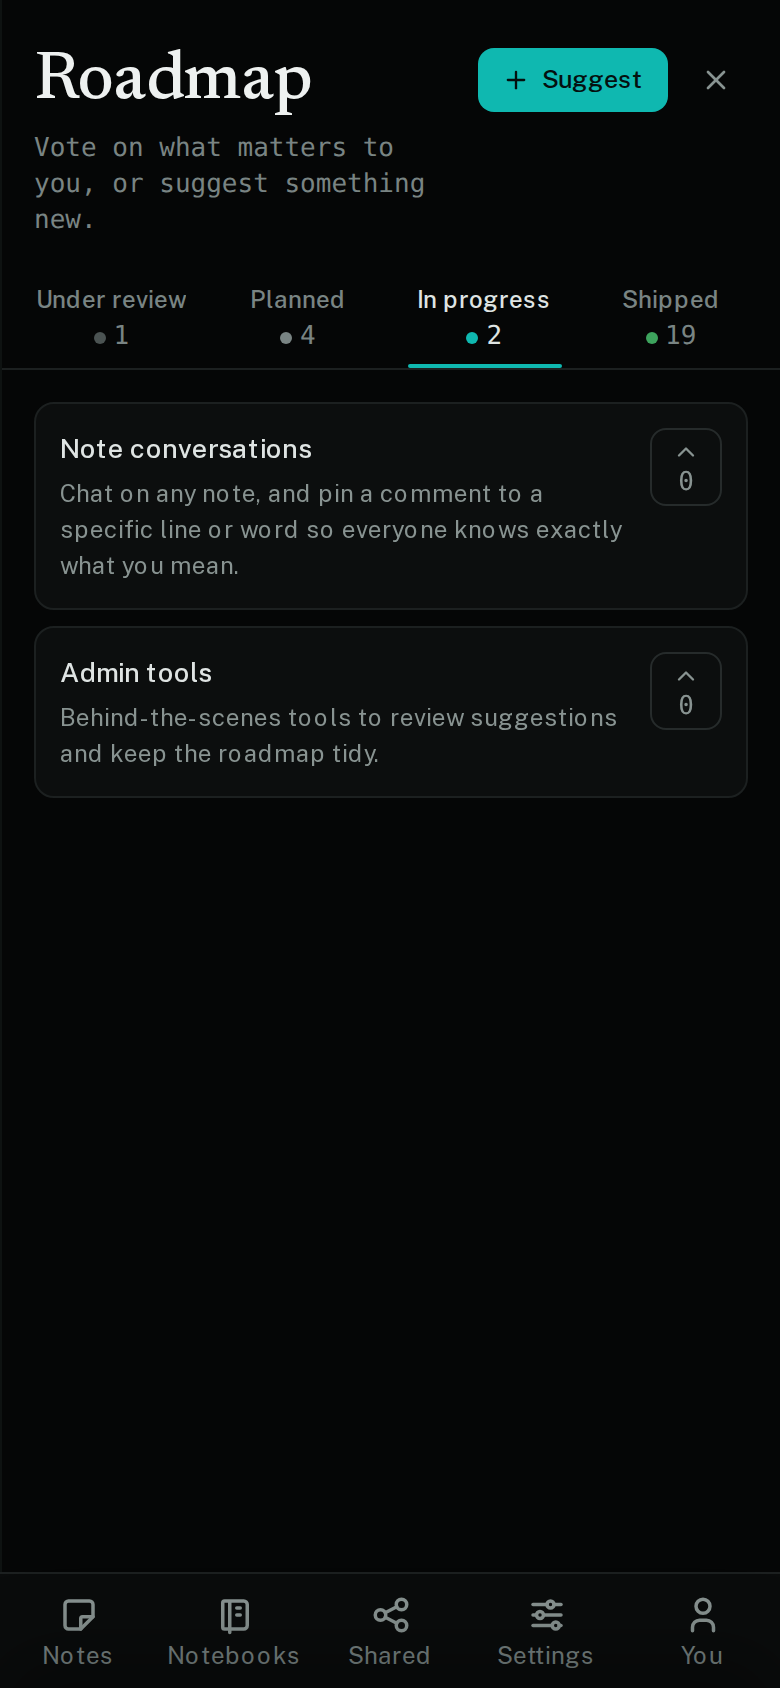 Roadmap
+ Suggest
Vote on what matters to
you, or suggest something
new.
Under review
1
Planned
4
In progress
2
Shipped
19
Note conversations
0
Chat on any note, and pin a comment to a
specific line or word so everyone knows exactly
what you mean.
Admin tools
0
Behind-the-scenes tools to review suggestions
and keep the roadmap tidy.
Notes
Notebooks
Shared
Settings
You